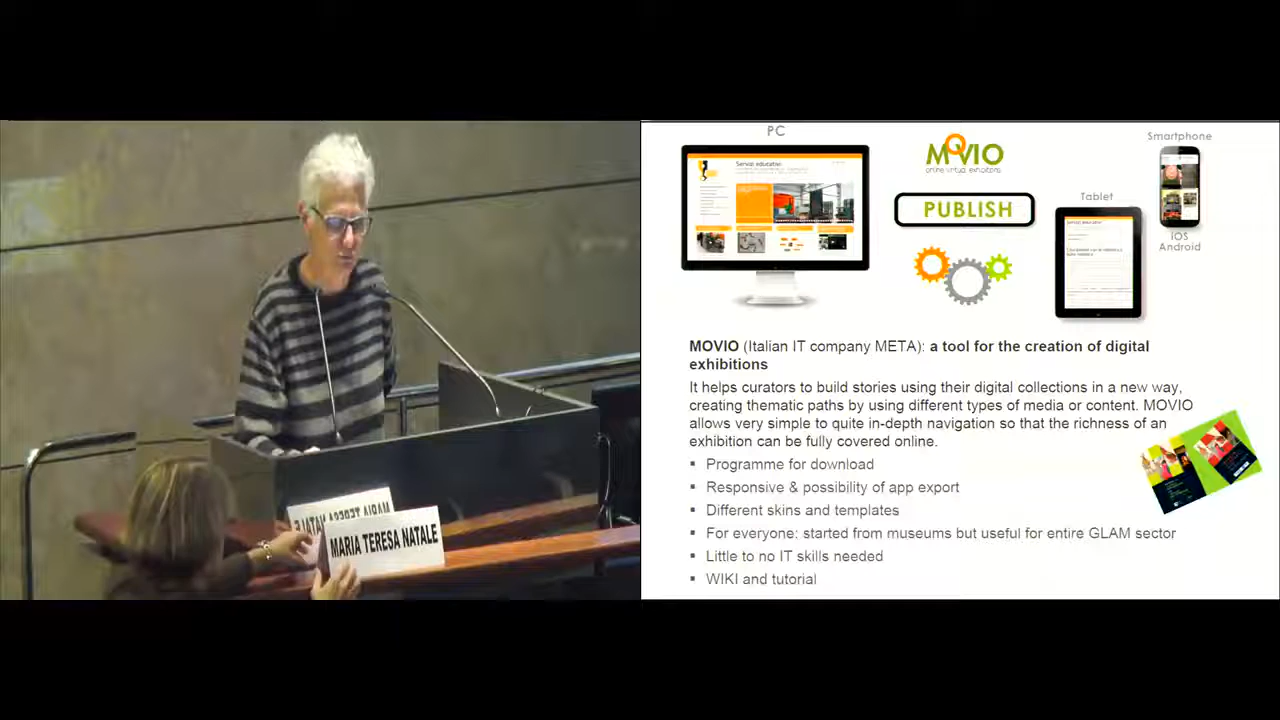 MARIA TERESA NATALE
MARIA TERESA NATALE
PC
Servizi educativi
MOVIO
online virtual exhibitions
PUBLISH
Tablet
Smartphone
iOS
Android
MOVIO (Italian IT company META): a tool for the creation of digital
exhibitions
It helps curators to build stories using their digital collections in a new way,
creating thematic paths by using different types of media or content. MOVIO
allows very simple to quite in-depth navigation so that the richness of an
exhibition can be fully covered online.
▪ Programme for download
▪ Responsive & possibility of app export
▪ Different skins and templates
▪ For everyone: started from museums but useful for entire GLAM sector
▪ Little to no IT skills needed
▪ WIKI and tutorial